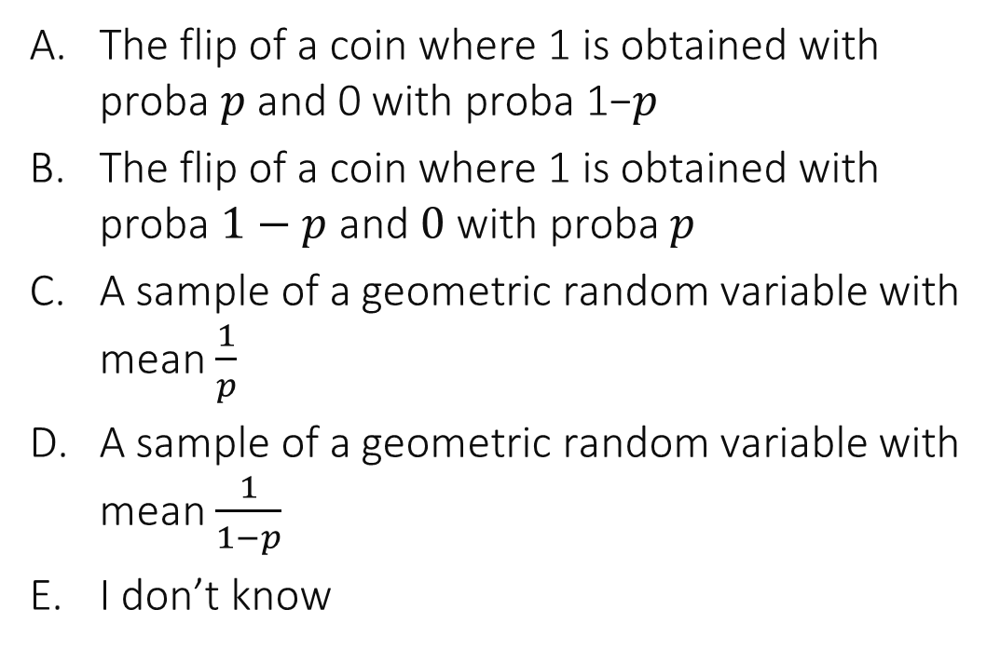 A. The flip of a coin where 1 is obtained with
proba p and 0 with proba 1−p
B. The flip of a coin where 1 is obtained with
proba 1 − p and 0 with proba p
C. A sample of a geometric random variable with
mean 1/p
D. A sample of a geometric random variable with
mean 1/1−p
E. I don’t know